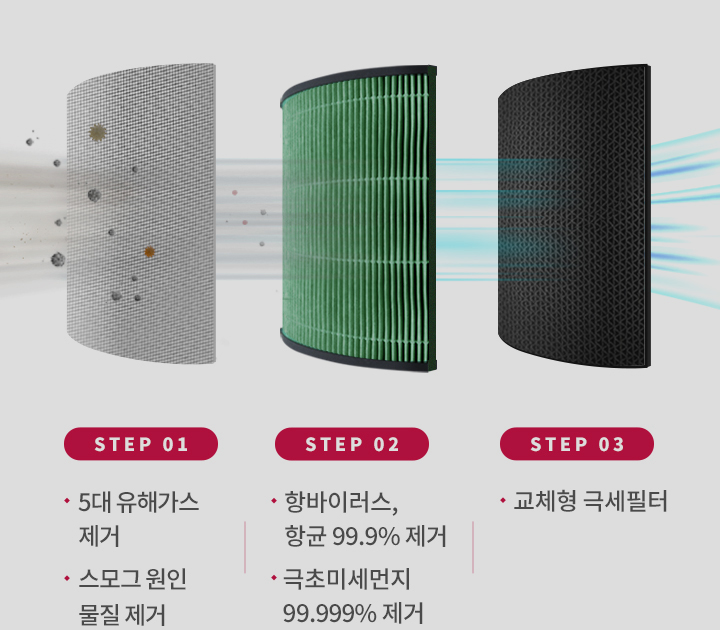 STEP 01
5대 유해가스
제거
스모그 원인
물질 제거
STEP 02
항바이러스,
항균 99.9% 제거
극초미세먼지
99.999% 제거
STEP 03
교체형 극세필터